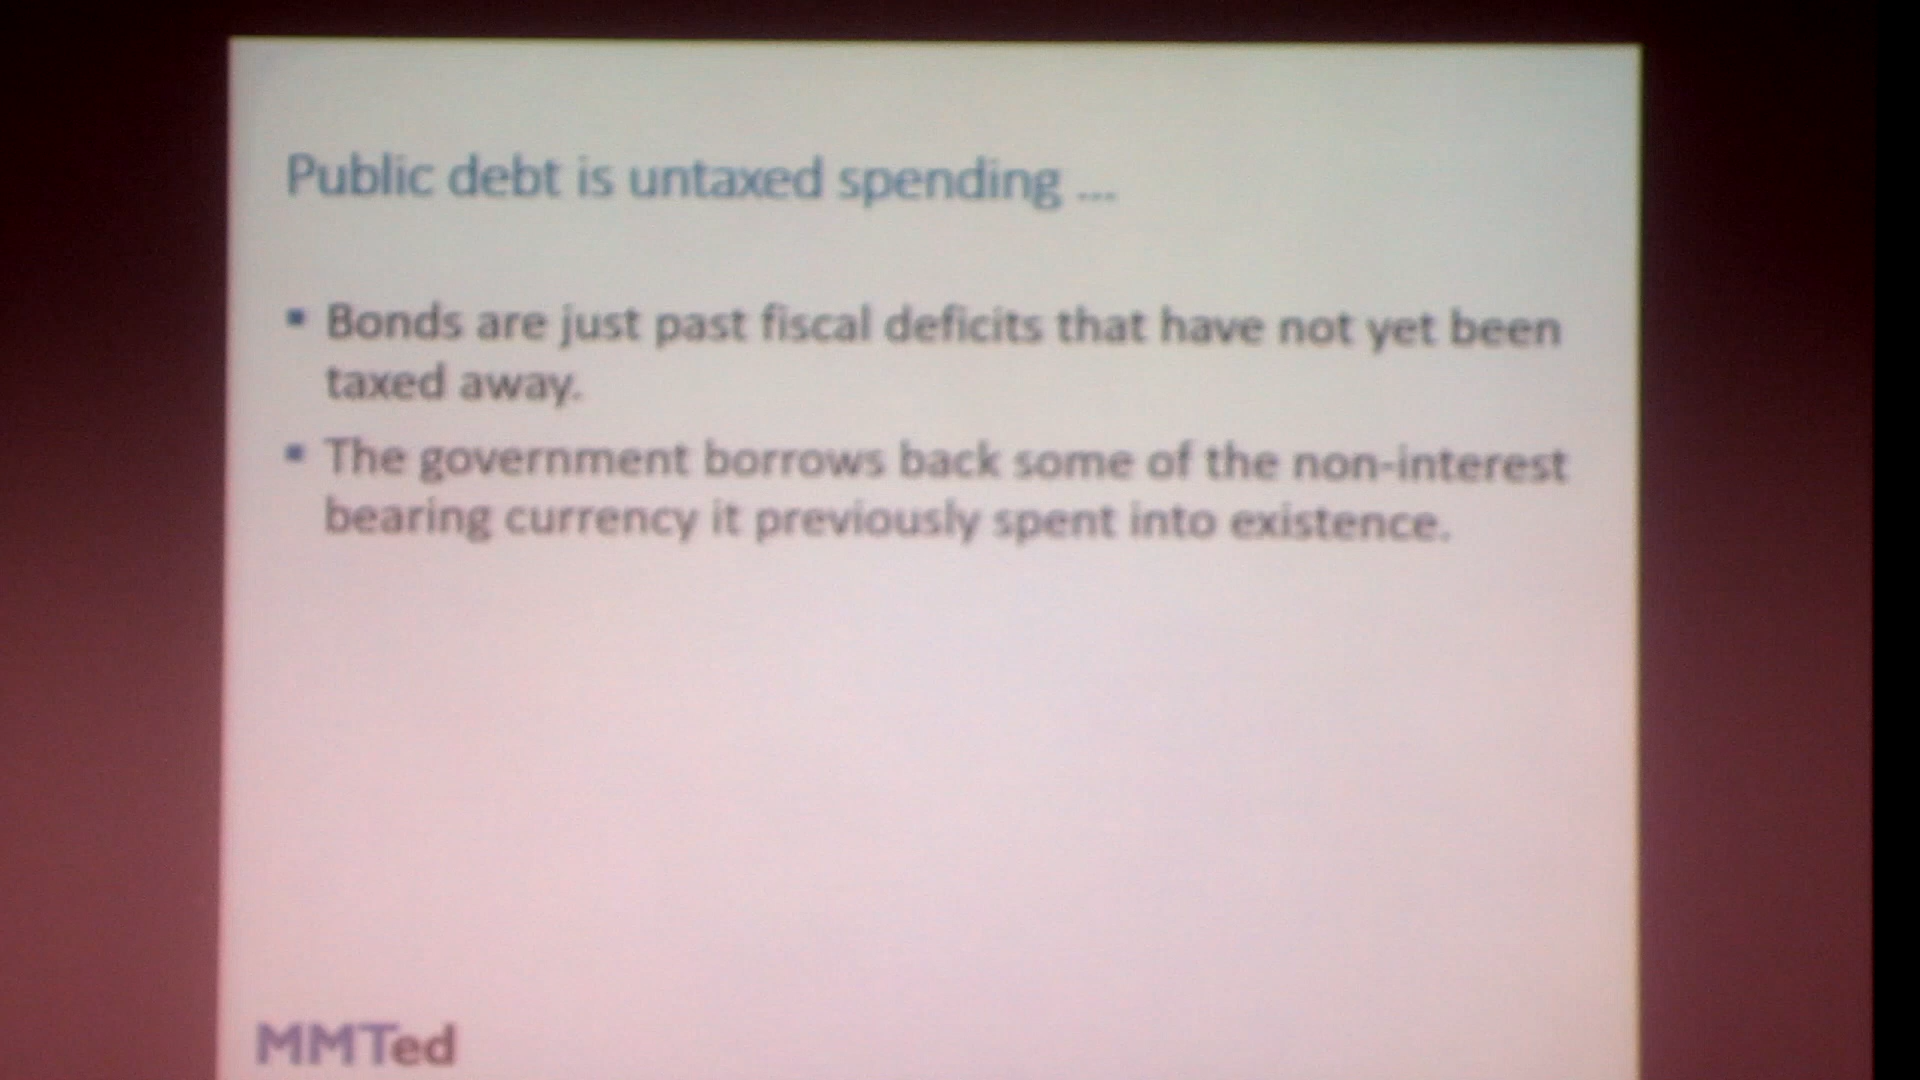 Public debt is untaxed spending ...
▪ Bonds are just past fiscal deficits that have not yet been
taxed away.
▪ The government borrows back some of the non-interest
bearing currency it previously spent into existence.
MMTed